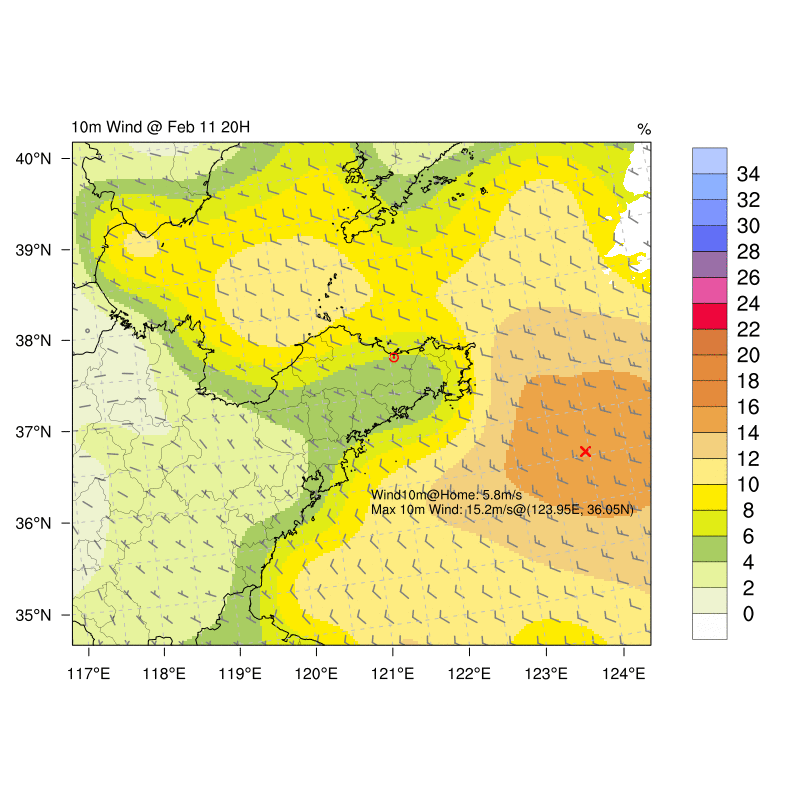 10m Wind @ Feb 11 20H
%
40°N
39°N
38°N
37°N
36°N
35°N
117°E 118°E 119°E 120°E 121°E 122°E 123°E 124°E
Wind10m@Home: 5.8m/s
Max 10m Wind: 15.2m/s@(123.95E, 36.05N)
34
32
30
28
26
24
22
20
18
16
14
12
10
8
6
4
2
0